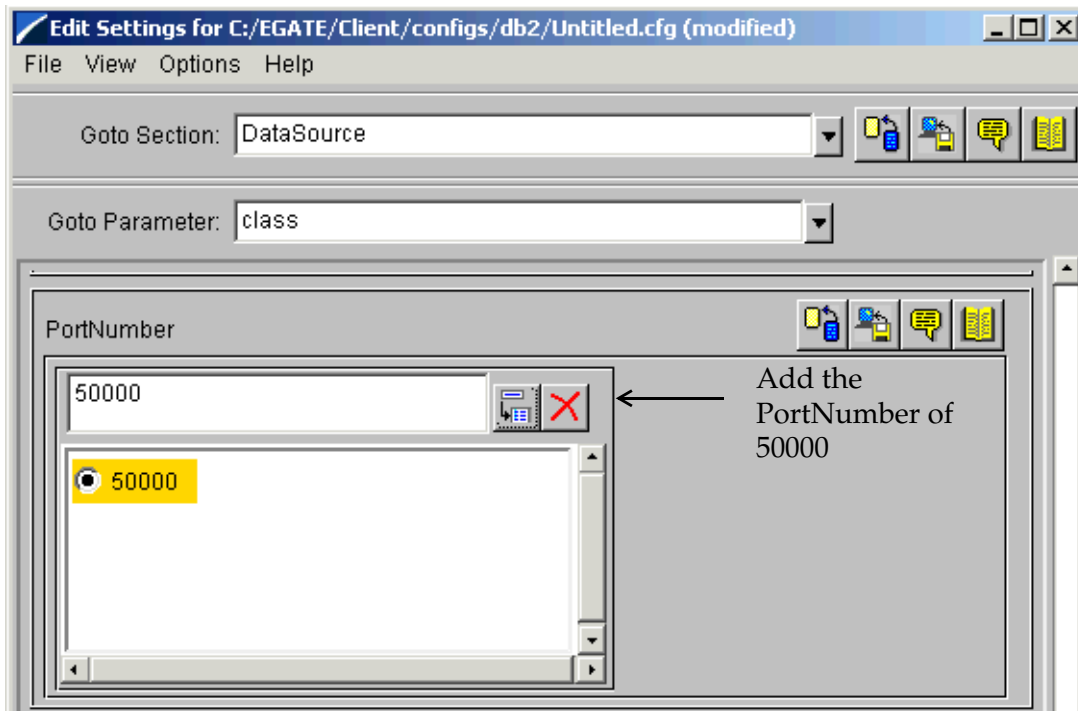 Edit Settings for C:/EGATE/Client/configs/db2/Untitled.cfg (modified)
File View Options Help
Goto Section: DataSource
Goto Parameter: class
PortNumber
50000
50000
Add the
PortNumber of
50000